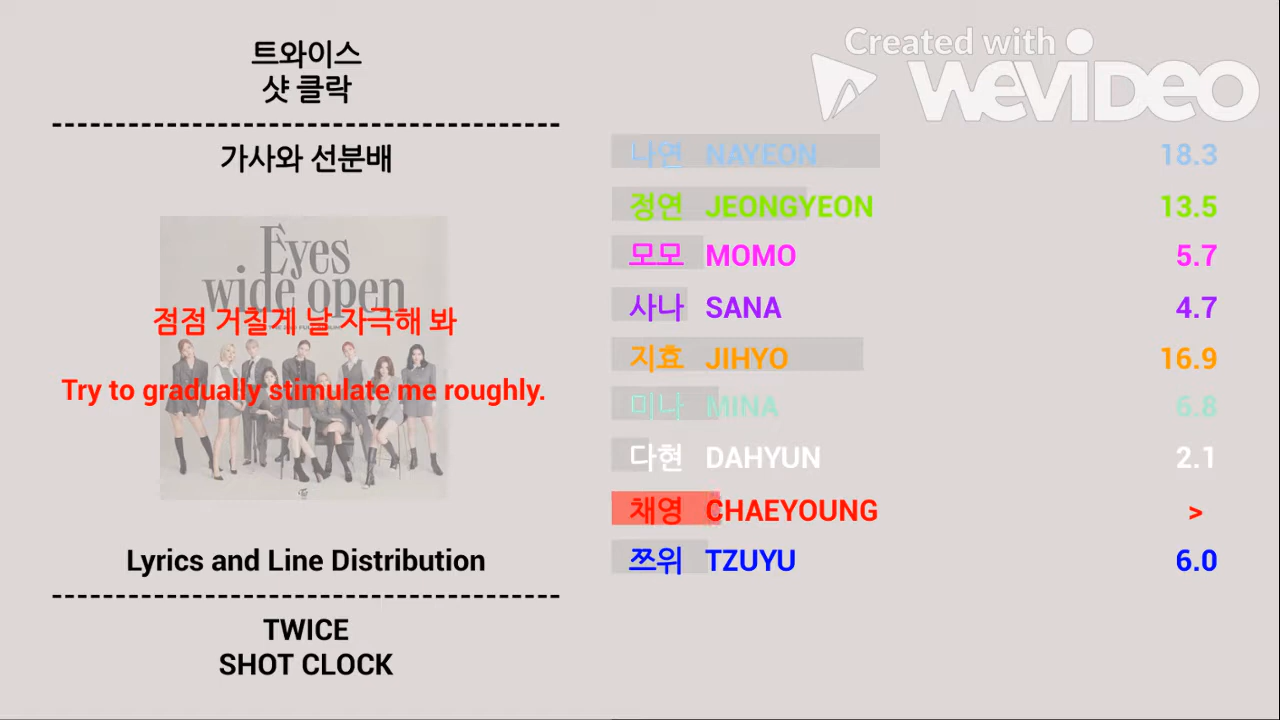 트와이스
샷 클락
가사와 선분배
Eyes
wide open
점점 거칠게 날 자극해 봐
Try to gradually stimulate me roughly.
Lyrics and Line Distribution
TWICE
SHOT CLOCK
Created with
WEVIDEO
나연 NAYEON 18.3
정연 JEONGYEON 13.5
모모 MOMO 5.7
사나 SANA 4.7
지효 JIHYO 16.9
미나 MINA 6.8
다현 DAHYUN 2.1
채영 CHAEYOUNG >
쯔위 TZUYU 6.0